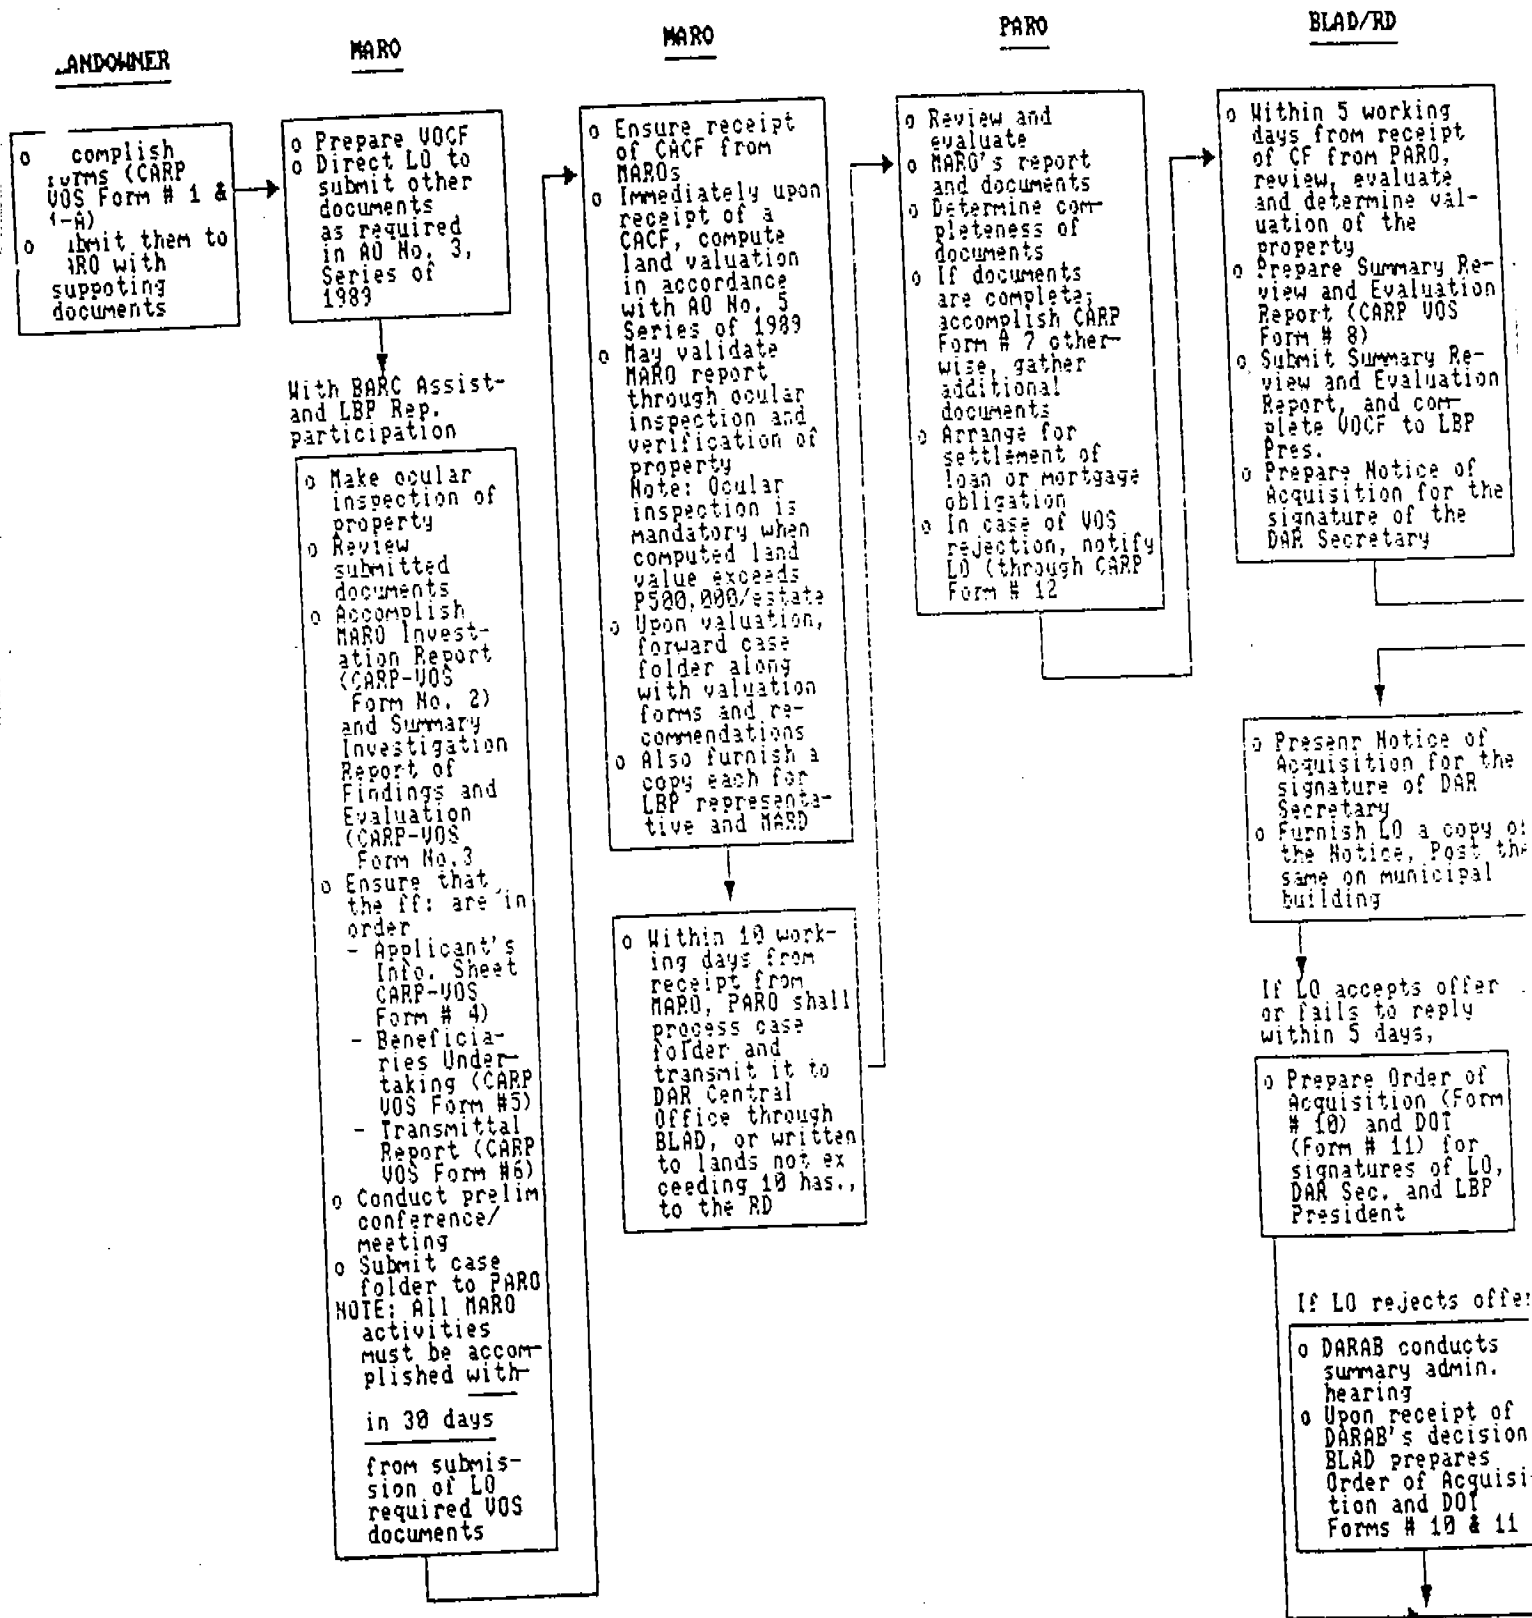 LANDOWNER
o complish
forms (CARP
VOS Form # 1 &
1-A)
o ubmit them to
ARO with
suppoting
documents
MARO
o Prepare VOCF
o Direct LO to
submit other
documents
as required
in AO No. 3,
Series of
1989
With BARC Assist-
and LBP Rep.
participation
o Make ocular
inspection of
property
o Review
submitted
documents
o Accomplish
MARO Invest-
ation Report
(CARP-VOS
Form No. 2)
and Summary
Investigation
Report of
Findings and
Evaluation
(CARP-VOS
Form No.3
o Ensure that
the ff: are in
order
- Applicant's
Info. Sheet
CARP-VOS
Form # 4)
- Beneficia-
ries Under-
taking (CARP
VOS Form #5)
- Transmittal
Report (CARP
VOS Form #6)
o Conduct prelim
conference/
meeting
o Submit case
folder to PARO
NOTE: All MARO
activities
must be accom-
plished with-
in 30 days
from submis-
sion of LO
required VOS
documents
MARO
o Ensure receipt
of CACF from
MAROs
o Immediately upon
receipt of a
CACF, compute
land valuation
in accordance
with AO No. 5
Series of 1989
o May validate
MARO report
through ocular
inspection and
verification of
property
Note: Ocular
inspection is
mandatory when
computed land
value exceeds
P500,000/estate
o Upon valuation,
forward case
folder along
with valuation
forms and re-
commendations
o Also furnish a
copy each for
LBP representa-
tive and MARO
o Within 10 work-
ing days from
receipt from
MARO, PARO shall
process case
folder and
transmit it to
DAR Central
Office through
BLAD, or written
to lands not ex
ceeding 10 has.,
to the RD
PARO
o Review and
evaluate
o MARO's report
and documents
o Determine com-
pleteness of
documents
o If documents
are complete;
accomplish CARP
Form # 7 other-
wise, gather
additional
documents
o Arrange for
settlement of
loan or mortgage
obligation
o In case of VOS
rejection, notify
LO (through CARP
Form # 12
BLAD/RD
o Within 5 working
days from receipt
of CF from PARO,
review, evaluate
and determine val-
uation of the
property
o Prepare Summary Re-
view and Evaluation
Report (CARP VOS
Form # 8)
o Submit Summary Re-
view and Evaluation
Report, and com-
plete VOCF to LBP
Pres.
o Prepare Notice of
Acquisition for the
signature of the
DAR Secretary
o Presenr Notice of
Acquisition for the
signature of DAR
Secretary
o Furnish LO a copy of
the Notice, Post the
same on municipal
building
If LO accepts offer
or fails to reply
within 5 days,
o Prepare Order of
Acquisition (Form
# 10) and DOT
(Form # 11) for
signatures of LO,
DAR Sec. and LBP
President
If LO rejects offer
o DARAB conducts
summary admin.
hearing
o Upon receipt of
DARAB's decision
BLAD prepares
Order of Acquisi-
tion and DOT
Forms # 10 & 11